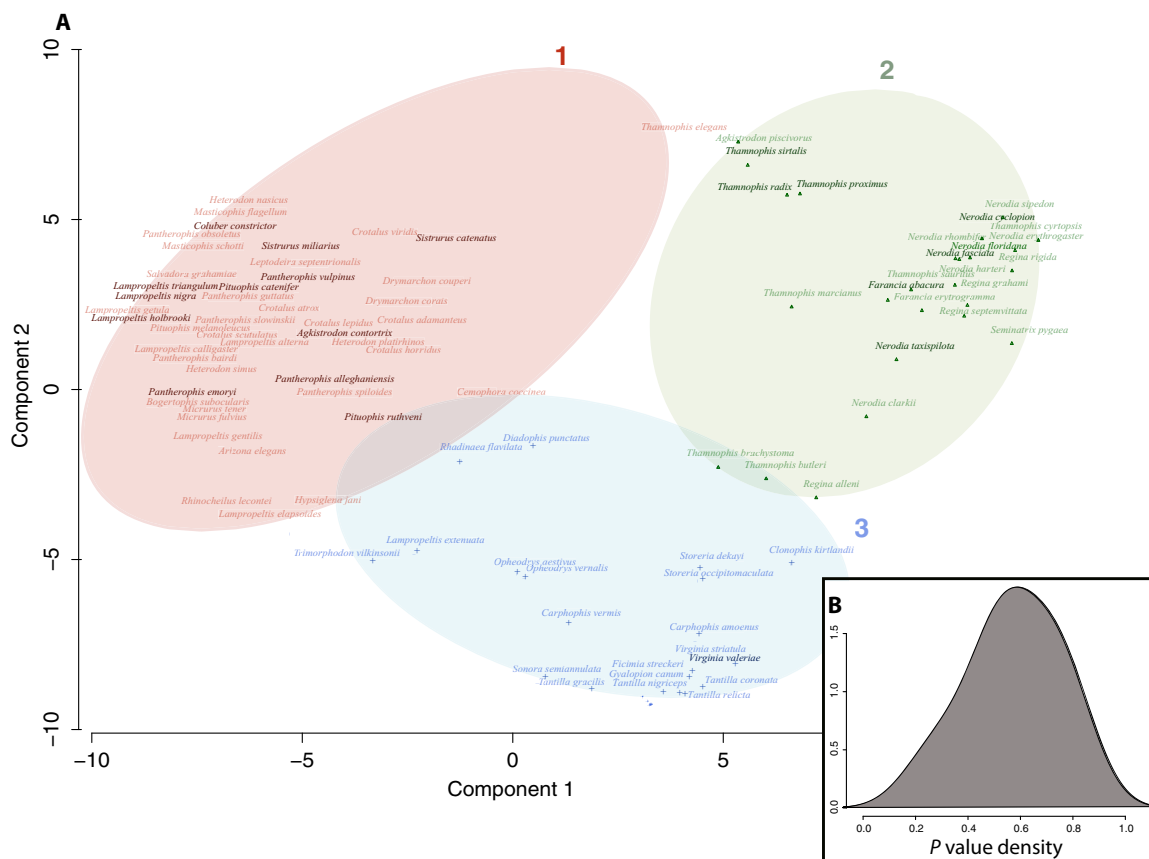 A
1
2
3
10
5
0
−5
−10
Component 2
−10
−5
0
5
Component 1
Thamnophis elegans
Agkistrodon piscivorus
Thamnophis sirtalis
Thamnophis radix
Thamnophis proximus
Heterodon nasicus
Masticophis flagellum
Coluber constrictor
Pantherophis obsoletus
Masticophis schotti
Sistrurus miliarius
Crotalus viridis
Sistrurus catenatus
Leptodeira septentrionalis
Salvadora grahamiae
Pantherophis vulpinus
Drymarchon couperi
Lampropeltis triangulum
Pituophis catenifer
Lampropeltis nigra
Pantherophis guttatus
Drymarchon corais
Lampropeltis getula
Crotalus atros
Lampropeltis holbrooki
Pantherophis slowinskii
Crotalus lepidus
Crotalus adamanteus
Pituophis melanoleucus
Crotalus scutulatus
Agkistrodon contortrix
Lampropeltis alterna
Heterodon platirhinos
Lampropeltis calligaster
Crotalus horridus
Pantherophis bairdi
Heterodon simus
Pantherophis alleghaniensis
Pantherophis emoryi
Pantherophis spiloides
Cemophora coccinea
Bogertophis subocularis
Micrurus tener
Micrurus fulvius
Pituophis ruthveni
Lampropeltis gentilis
Arizona elegans
Rhinocheilus lecontei
Hypsiglena jani
Lampropeltis elapsoides
Nerodia sipedon
Nerodia cyclopion
Thamnophis cyrtopsis
Nerodia rhombifer
Nerodia erythrogaster
Nerodia floridana
Nerodia fasciata
Regina rigida
Nerodia harteri
Thamnophis sauritus
Regina grahami
Farancia abacura
Thamnophis marcianus
Farancia erytrogramma
Regina septemvittata
Seminatrix pygaea
Nerodia taxispilota
Nerodia clarkii
Thamnophis brachystoma
Thamnophis butleri
Regina alleni
Diadophis punctatus
Rhadinaea flavilata
Lampropeltis extenuata
Trimorphodon vilkinsonii
Opheodrys aestivus
Opheodrys vernalis
Storeria dekayi
Clonophis kirtlandii
Storeria occipitomaculata
Carphophis vermis
Carphophis amoenus
Virginia striatula
Virginia valeriae
Ficimia streckeri
Sonora semiannulata
Gyalopion canum
Tantilla gracilis
Tantilla nigriceps
Tantilla coronata
Tantilla relicta
B
1.5
1.0
0.5
0.0
0.0
0.2
0.4
0.6
0.8
1.0
P value density